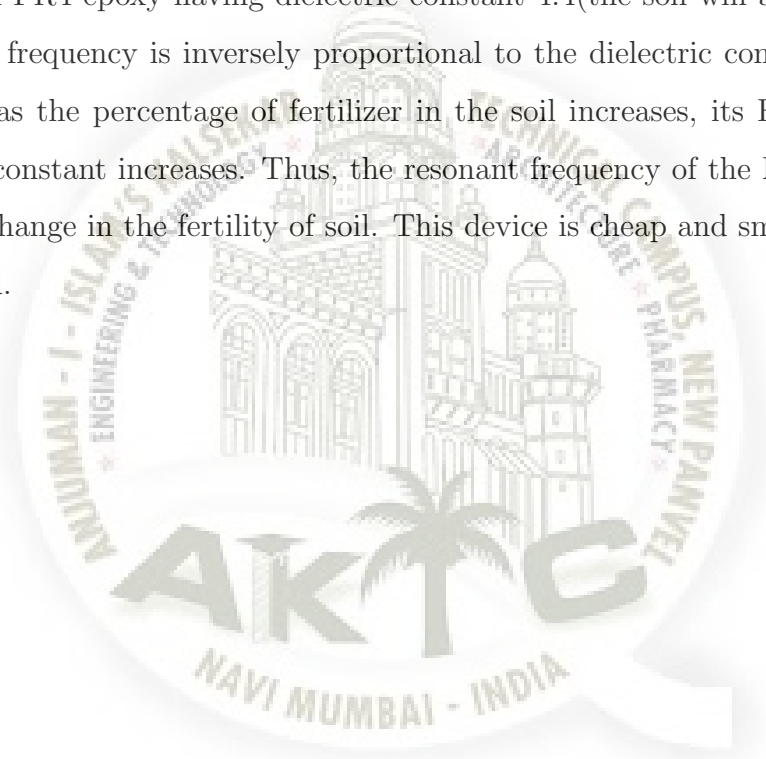 FR4 epoxy having dielectric constant 4.4(the soil will a
frequency is inversely proportional to the dielectric con
as the percentage of fertilizer in the soil increases, its
constant increases. Thus, the resonant frequency of the
hange in the fertility of soil. This device is cheap and sm
ANJUMAN - I - ISLAM'S KALSEKAR TECHNICAL CAMPUS, NEW PANVEL
ENGINEERING & TECHNOLOGY ARCHITECTURE PHARMACY
AKTC
NAVI MUMBAI - INDIA